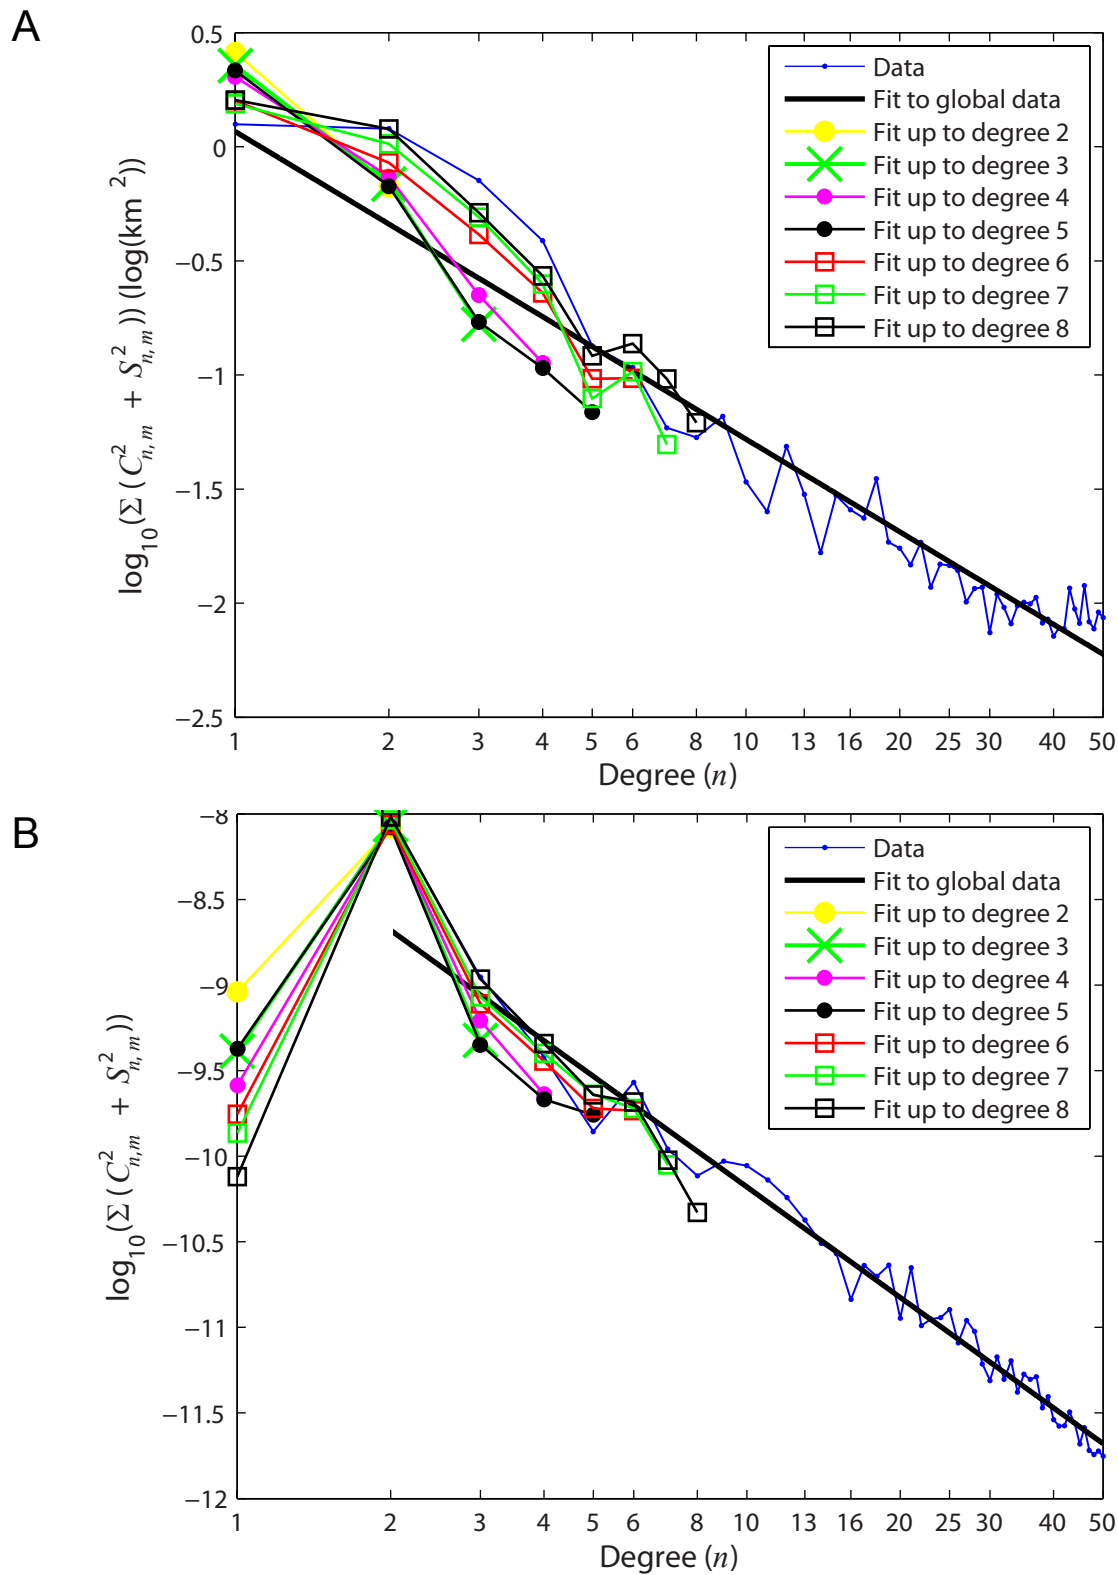 A
0.5
0
−0.5
−1
−1.5
−2
−2.5
log10(Σ (C²n,m + S²n,m)) (log(km ²))
Data
Fit to global data
Fit up to degree 2
Fit up to degree 3
Fit up to degree 4
Fit up to degree 5
Fit up to degree 6
Fit up to degree 7
Fit up to degree 8
1 2 3 4 5 6 8 10 13 16 20 25 30 40 50
Degree (n)
B
−8
−8.5
−9
−9.5
−10
−10.5
−11
−11.5
−12
log10(Σ (C²n,m + S²n,m))
Data
Fit to global data
Fit up to degree 2
Fit up to degree 3
Fit up to degree 4
Fit up to degree 5
Fit up to degree 6
Fit up to degree 7
Fit up to degree 8
1 2 3 4 5 6 8 10 13 16 20 25 30 40 50
Degree (n)